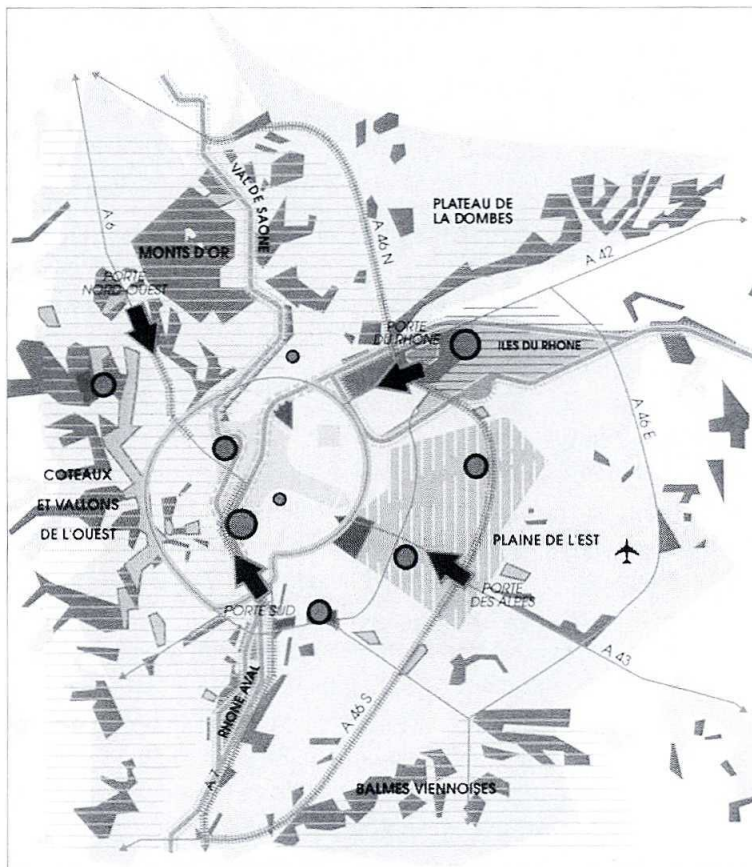 VAL DE SAÔNE
PLATEAU DE
LA DOMBES
A 6
MONTS D'OR
A 46 N
A 42
PORTE
NORD-OUEST
PORTE
DU RHÔNE
ILES DU RHONE
A 46 E
COTEAUX
ET VALLONS
DE L'OUEST
PLAINE DE L'EST
PORTE SUD
PORTE
DES ALPES
A 43
RHONE AVAL
A 46 S
A 7
BALMES VIENNOISES